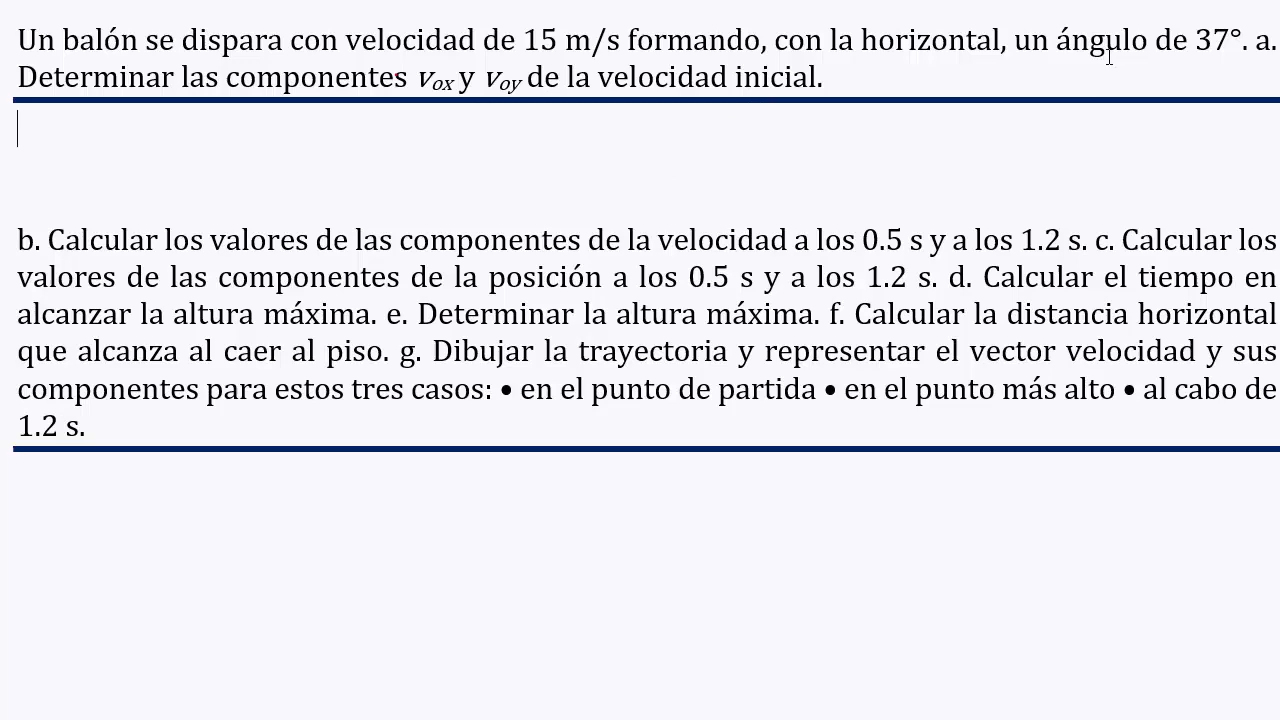 Un balón se dispara con velocidad de 15 m/s formando, con la horizontal, un ángulo de 37°. a.
Determinar las componentes vox y voy de la velocidad inicial.
b. Calcular los valores de las componentes de la velocidad a los 0.5 s y a los 1.2 s. c. Calcular los
valores de las componentes de la posición a los 0.5 s y a los 1.2 s. d. Calcular el tiempo en
alcanzar la altura máxima. e. Determinar la altura máxima. f. Calcular la distancia horizontal
que alcanza al caer al piso. g. Dibujar la trayectoria y representar el vector velocidad y sus
componentes para estos tres casos: • en el punto de partida • en el punto más alto • al cabo de
1.2 s.